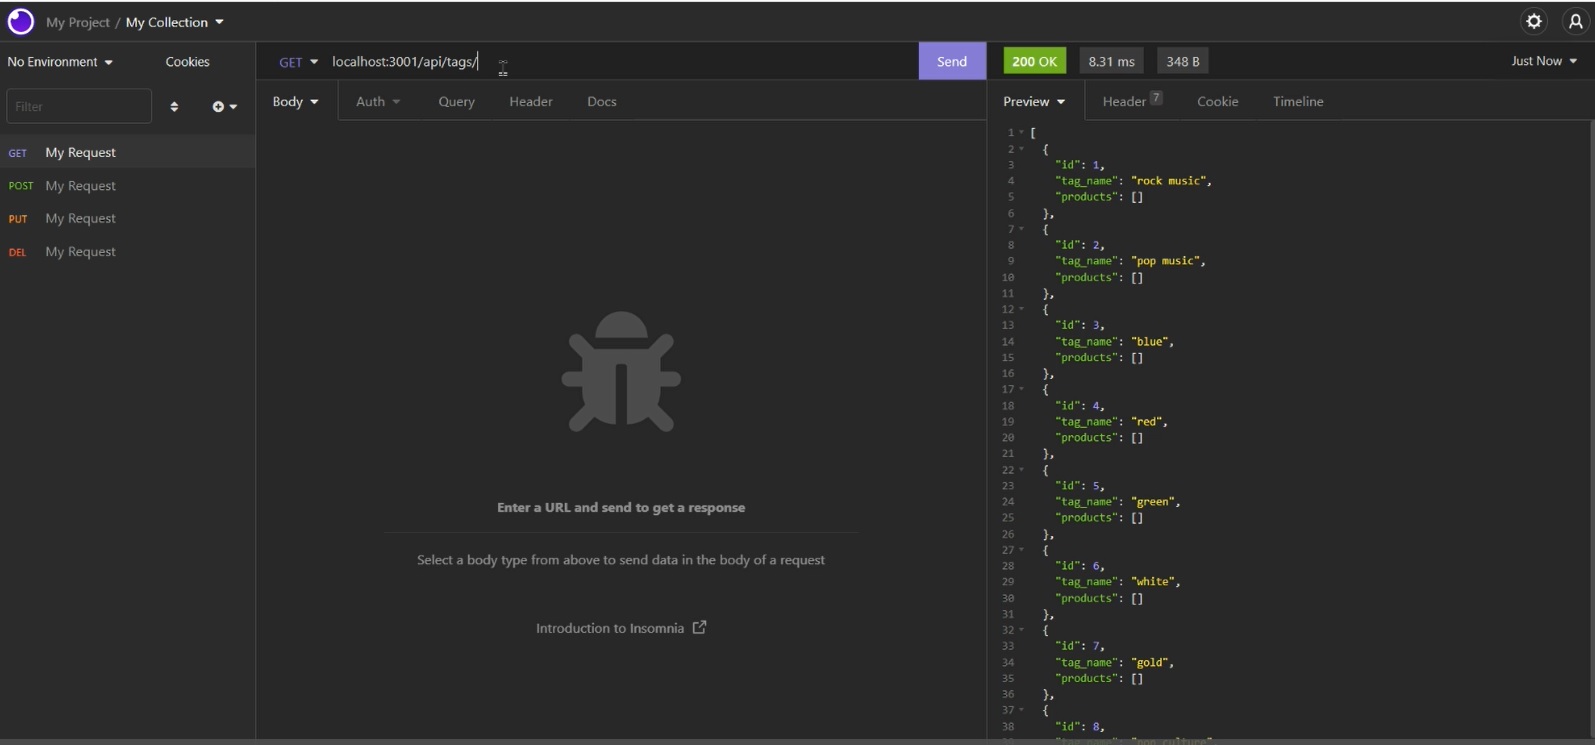 My Project / My Collection
No Environment
Cookies
GET localhost:3001/api/tags/
Send
200 OK
8.31 ms
348 B
Just Now
Filter
Body
Auth
Query
Header
Docs
Preview
Header 7
Cookie
Timeline
GET My Request
POST My Request
PUT My Request
DEL My Request
Enter a URL and send to get a response
Select a body type from above to send data in the body of a request
Introduction to Insomnia
1 [
2 {
3 "id": 1,
4 "tag_name": "rock music",
5 "products": []
6 },
7 {
8 "id": 2,
9 "tag_name": "pop music",
10 "products": []
11 },
12 {
13 "id": 3,
14 "tag_name": "blue",
15 "products": []
16 },
17 {
18 "id": 4,
19 "tag_name": "red",
20 "products": []
21 },
22 {
23 "id": 5,
24 "tag_name": "green",
25 "products": []
26 },
27 {
28 "id": 6,
29 "tag_name": "white",
30 "products": []
31 },
32 {
33 "id": 7,
34 "tag_name": "gold",
35 "products": []
36 },
37 {
38 "id": 8,
39 "tag_name": "pop culture"